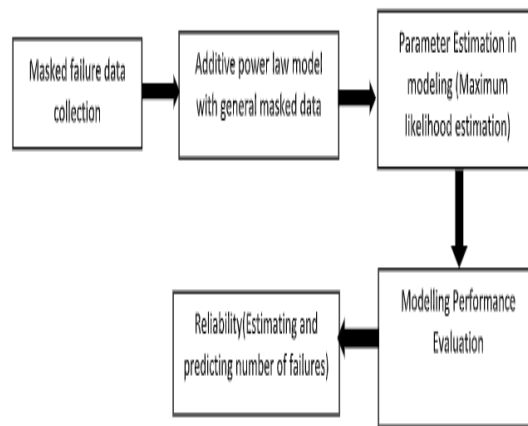 Masked failure data
collection
Additive power law model
with general masked data
Parameter Estimation in
modeling (Maximum
likelihood estimation)
Modelling Performance
Evaluation
Reliability(Estimating and
predicting number of failures)